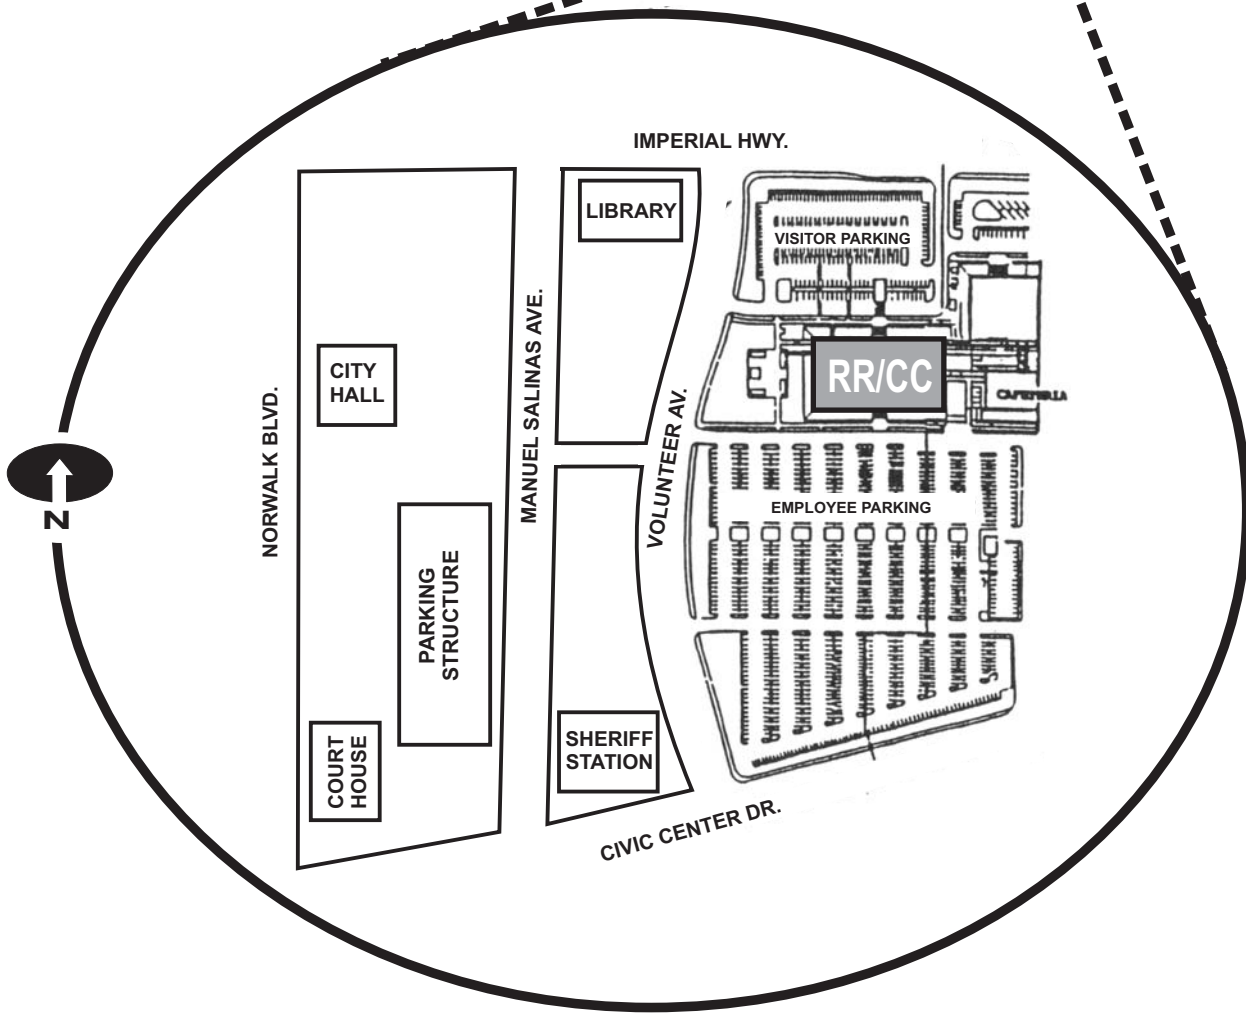 IMPERIAL HWY.
LIBRARY
VISITOR PARKING
MANUEL SALINAS AVE.
CITY
HALL
RR/CC
CAFETERIA
NORWALK BLVD.
VOLUNTEER AV.
N
EMPLOYEE PARKING
PARKING
STRUCTURE
COURT
HOUSE
SHERIFF
STATION
CIVIC CENTER DR.